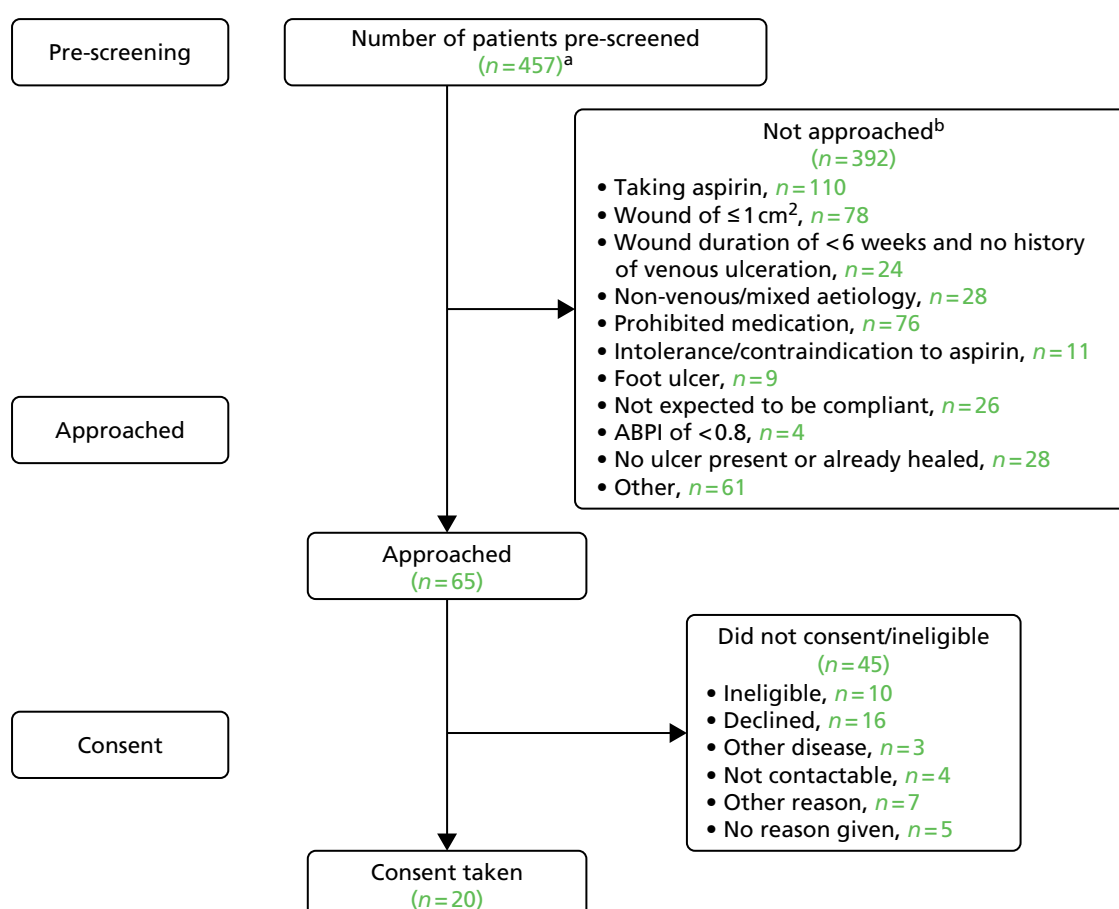 Pre-screening
Number of patients pre-screened
(n=457)a
Not approachedb
(n=392)
• Taking aspirin, n=110
• Wound of ≤1cm2, n=78
• Wound duration of <6 weeks and no history
of venous ulceration, n=24
• Non-venous/mixed aetiology, n=28
• Prohibited medication, n=76
• Intolerance/contraindication to aspirin, n=11
• Foot ulcer, n=9
• Not expected to be compliant, n=26
• ABPI of <0.8, n=4
• No ulcer present or already healed, n=28
• Other, n=61
Approached
Approached
(n=65)
Did not consent/ineligible
(n=45)
• Ineligible, n=10
• Declined, n=16
• Other disease, n=3
• Not contactable, n=4
• Other reason, n=7
• No reason given, n=5
Consent
Consent taken
(n=20)